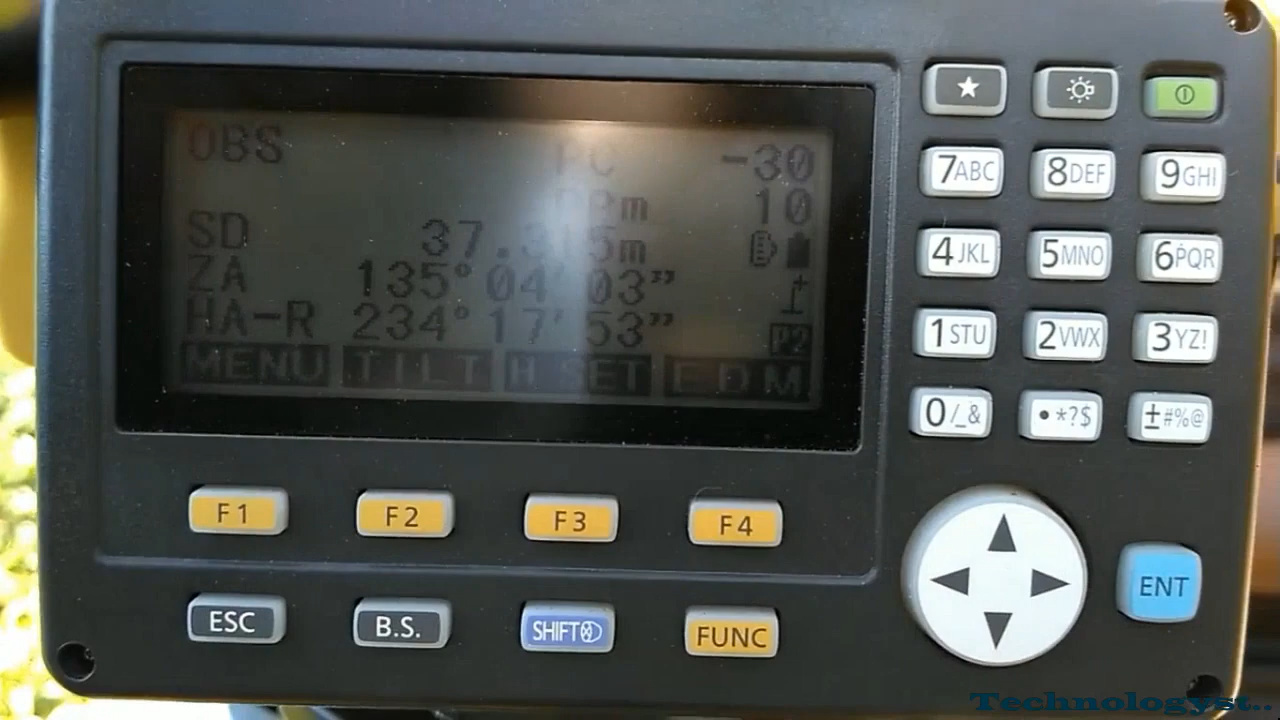 OBS PC -30
ppm 10
SD
ZA 135°04'03"
HA-R 234°17'53"
P2
MENU TILT H.SET EDM
7ABC 8DEF 9GHI
4JKL 5MNO 6PQR
1STU 2VWX 3YZ!
0/_& •*?$ ±#%@
F1 F2 F3 F4
ESC B.S. SHIFT FUNC
ENT
Technologyst..